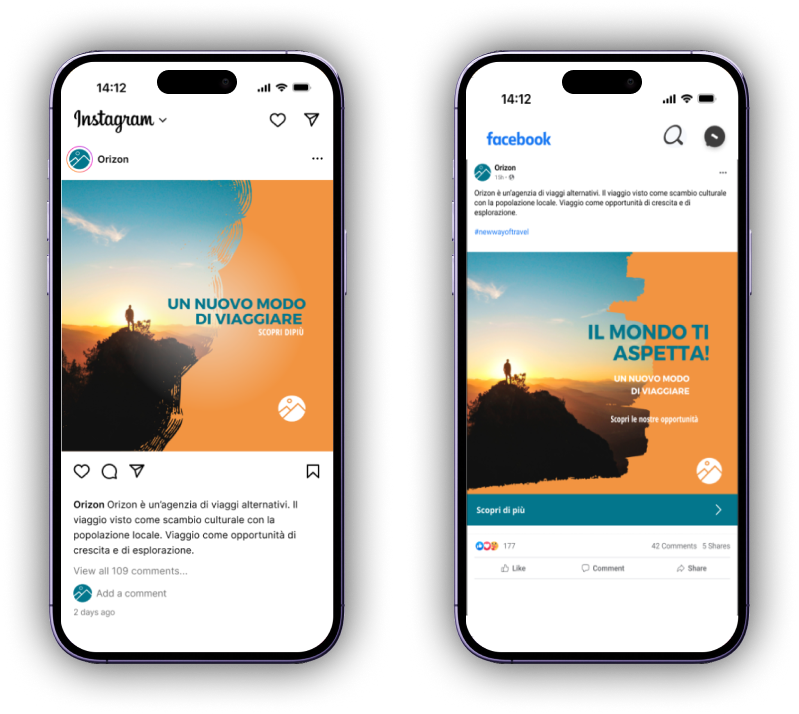 14:12
Instagram
Orizon
UN NUOVO MODO
DI VIAGGIARE
SCOPRI DIPIÙ
Orizon Orizon è un'agenzia di viaggi alternativi. Il
viaggio visto come scambio culturale con la
popolazione locale. Viaggio come opportunità di
crescita e di esplorazione.
View all 109 comments...
Add a comment
2 days ago
14:12
facebook
Orizon
15h
Orizon è un'agenzia di viaggi alternativi. Il viaggio visto come scambio culturale
con la popolazione locale. Viaggio come opportunità di crescita e di
esplorazione.
#newwayoftravel
IL MONDO TI
ASPETTA!
UN NUOVO MODO
DI VIAGGIARE
Scopri le nostre opportunità
Scopri di più
177
42 Comments 5 Shares
Like Comment Share